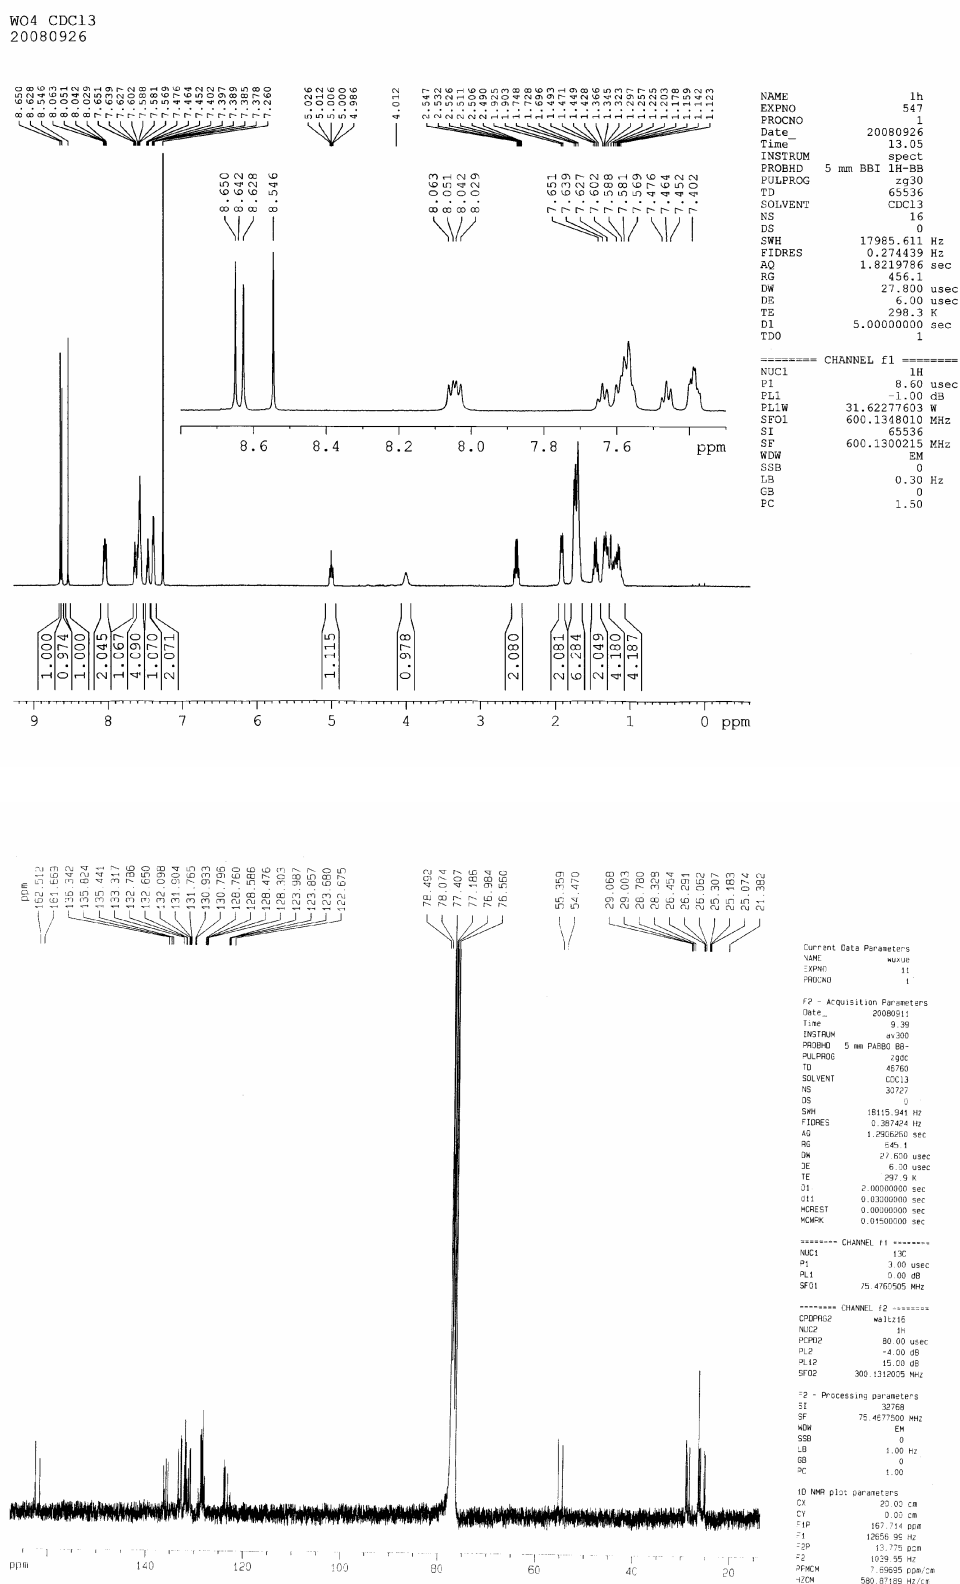 WO4 CDCl3
20080926
8.650
8.628
8.546
8.063
8.051
8.042
8.029
7.651
7.639
7.627
7.602
7.588
7.581
7.569
7.476
7.464
7.452
7.402
7.397
7.389
7.385
7.378
7.260
5.026
5.012
5.006
5.000
4.986
4.012
2.547
2.532
2.526
2.511
2.506
2.490
1.925
1.903
1.748
1.728
1.696
1.493
1.471
1.449
1.428
1.366
1.345
1.323
1.297
1.257
1.225
1.203
1.178
1.159
1.142
1.123
8.650
8.642
8.628
8.546
8.063
8.051
8.042
8.029
7.651
7.639
7.627
7.602
7.588
7.581
7.569
7.476
7.464
7.452
7.402
8.6 8.4 8.2 8.0 7.8 7.6 ppm
1.000
0.974
1.000
2.045
1.067
4.090
1.070
2.071
1.115
0.978
2.080
2.081
6.284
2.049
4.180
4.187
9 8 7 6 5 4 3 2 1 0 ppm
NAME 1h
EXPNO 547
PROCNO 1
Date_ 20080926
Time 13.05
INSTRUM spect
PROBHD 5 mm BBI 1H-BB
PULPROG zg30
TD 65536
SOLVENT CDCl3
NS 16
DS 0
SWH 17985.611 Hz
FIDRES 0.274439 Hz
AQ 1.8219786 sec
RG 456.1
DW 27.800 usec
DE 6.00 usec
TE 298.3 K
D1 5.00000000 sec
TD0 1
======== CHANNEL f1 ========
NUC1 1H
P1 8.60 usec
PL1 -1.00 dB
PL1W 31.62277603 W
SFO1 600.1348010 MHz
SI 65536
SF 600.1300215 MHz
WDW EM
SSB 0
LB 0.30 Hz
GB 0
PC 1.50
ppm
162.512
161.669
136.342
135.824
135.441
133.317
132.786
132.650
132.098
131.904
131.765
130.933
130.796
128.760
128.586
128.476
128.303
123.987
123.857
123.680
122.675
78.492
78.074
77.407
77.186
76.984
76.560
55.359
54.470
29.068
29.003
28.780
28.328
26.454
26.291
26.062
25.307
25.183
25.074
21.382
ppm 140 120 100 80 60 40 20
Current Data Parameters
NAME wuxue
EXPNO 11
PROCNO 1
F2 - Acquisition Parameters
Date_ 20080911
Time 9.39
INSTRUM av300
PROBHD 5 mm PABBO BB-
PULPROG zgdc
TD 46760
SOLVENT CDCl3
NS 30727
DS 0
SWH 18115.941 Hz
FIDRES 0.387424 Hz
AQ 1.2906260 sec
RG 645.1
DW 27.600 usec
DE 6.00 usec
TE 297.9 K
D1 2.00000000 sec
d11 0.03000000 sec
MCREST 0.00000000 sec
MCWRK 0.01500000 sec
======== CHANNEL f1 ========
NUC1 13C
P1 3.00 usec
PL1 0.00 dB
SFO1 75.4760505 MHz
======== CHANNEL f2 ========
CPDPRG2 waltz16
NUC2 1H
PCPD2 80.00 usec
PL2 -4.00 dB
PL12 15.00 dB
SFO2 300.1312005 MHz
F2 - Processing parameters
SI 32768
SF 75.4677500 MHz
WDW EM
SSB 0
LB 1.00 Hz
GB 0
PC 1.00
1D NMR plot parameters
CX 20.00 cm
CY 0.00 cm
F1P 167.714 ppm
F1 12656.99 Hz
F2P 13.775 ppm
F2 1039.55 Hz
PPMCM 7.69695 ppm/cm
HZCM 580.87189 Hz/cm